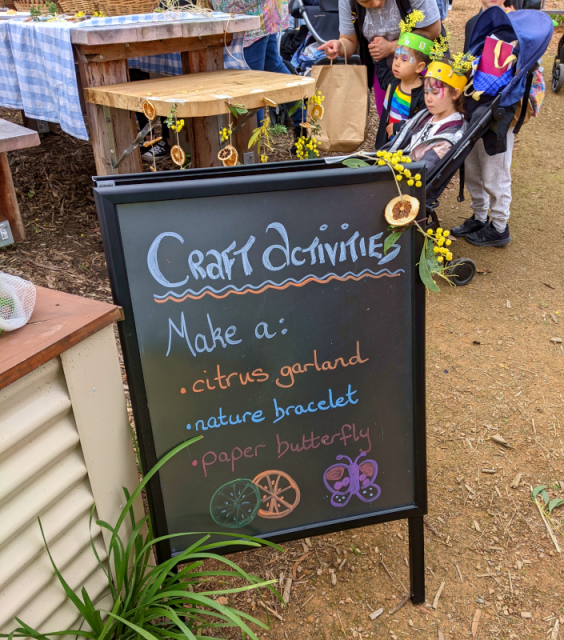 Craft Activities
Make a:
• citrus garland
• nature bracelet
• paper butterfly